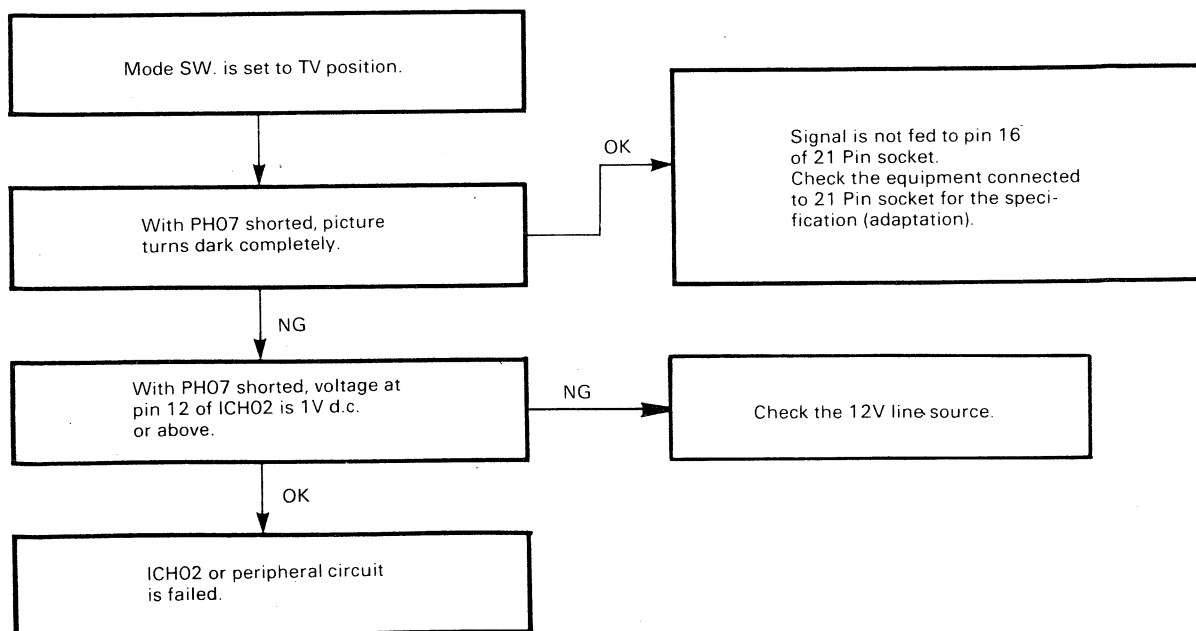 Mode SW. is set to TV position.
OK
Signal is not fed to pin 16
of 21 Pin socket.
Check the equipment connected
to 21 Pin socket for the speci-
fication (adaptation).
With PH07 shorted, picture
turns dark completely.
NG
With PH07 shorted, voltage at
pin 12 of ICH02 is 1V d.c.
or above.
NG
Check the 12V line source.
OK
ICH02 or peripheral circuit
is failed.